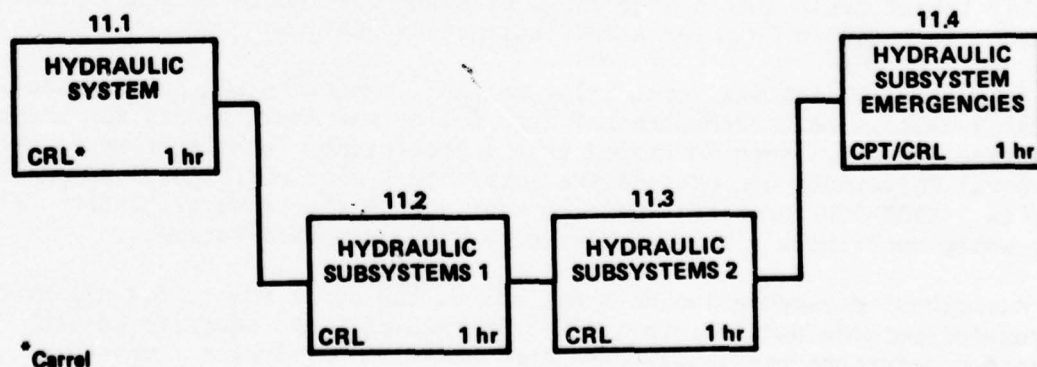 11.1
HYDRAULIC
SYSTEM
CRL* 1 hr
11.2
HYDRAULIC
SUBSYSTEMS 1
CRL 1 hr
11.3
HYDRAULIC
SUBSYSTEMS 2
CRL 1 hr
11.4
HYDRAULIC
SUBSYSTEM
EMERGENCIES
CPT/CRL 1 hr
*Carrel